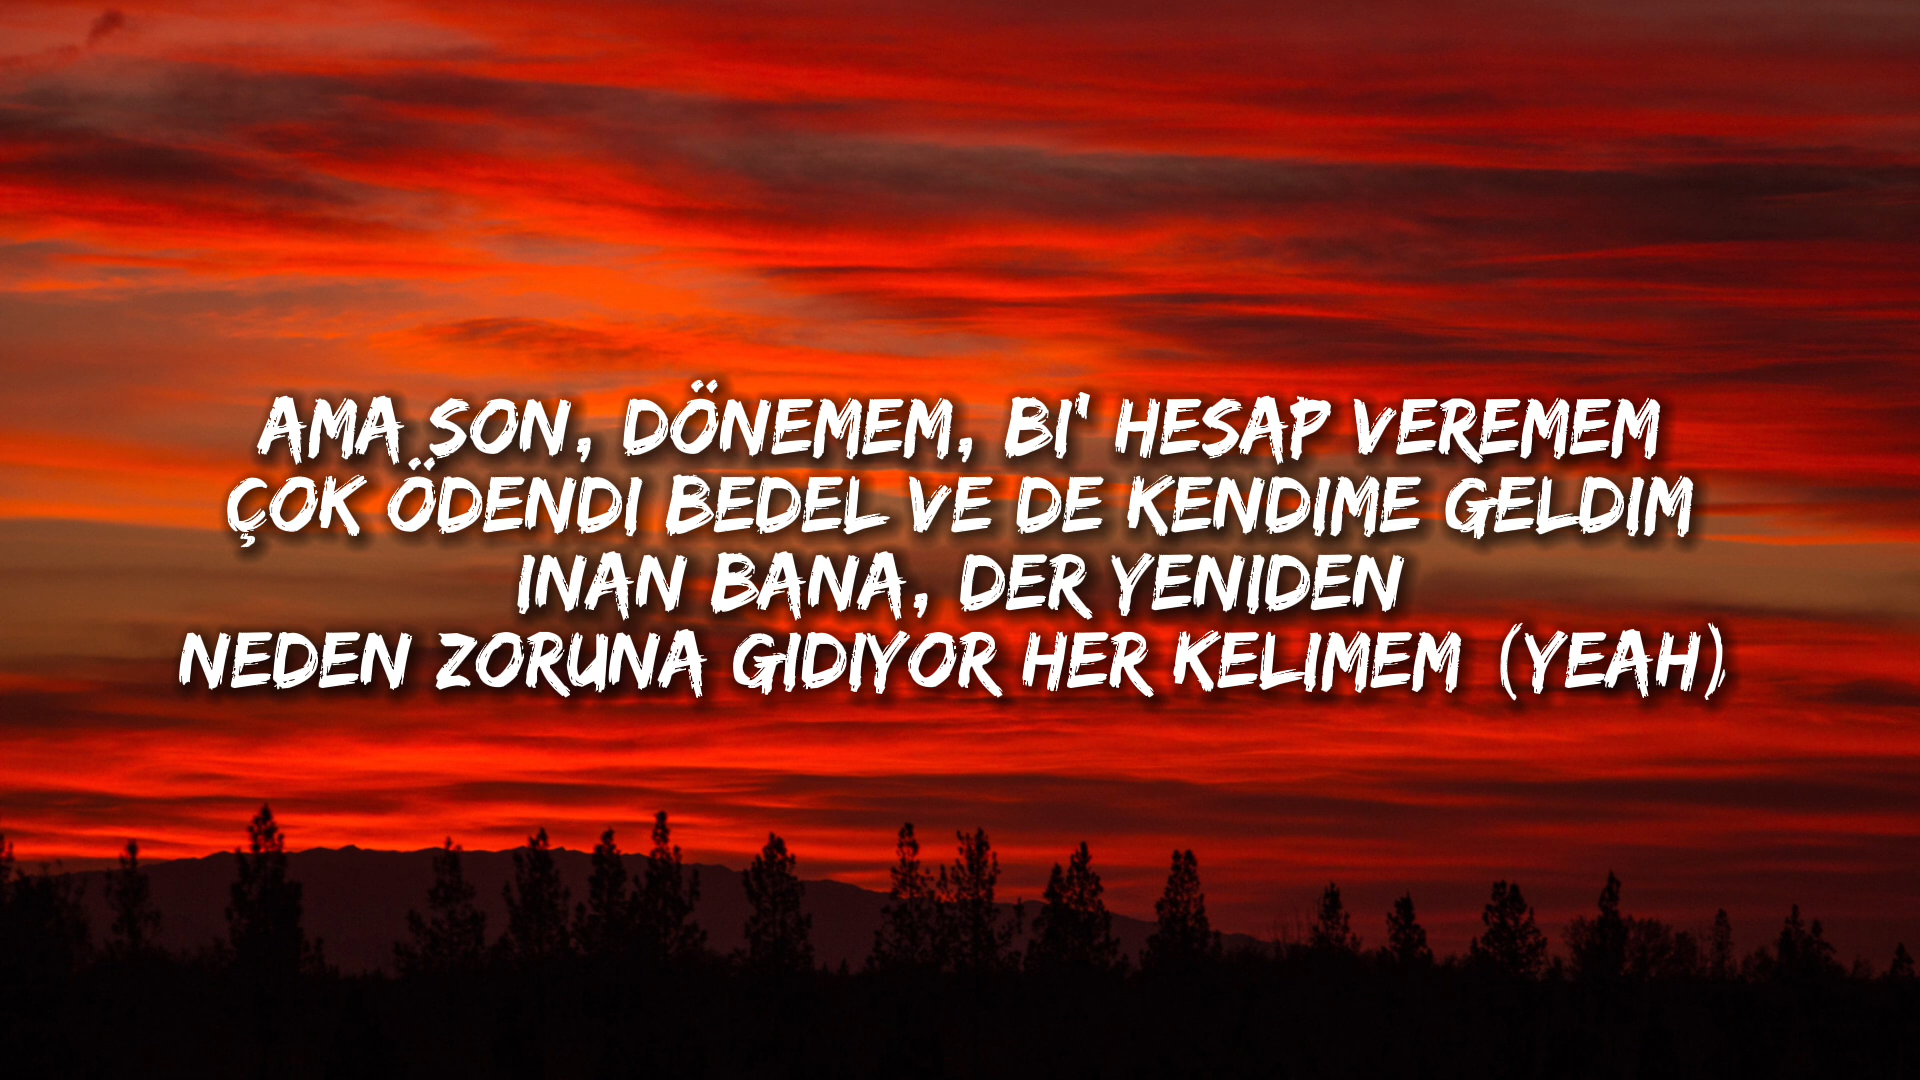 AMA SON, DÖNEMEM, BI' HESAP VEREMEM
ÇOK ÖDENDI BEDEL VE DE KENDIME GELDIM
INAN BANA, DER YENIDEN
NEDEN ZORUNA GIDIYOR HER KELIMEM (YEAH)